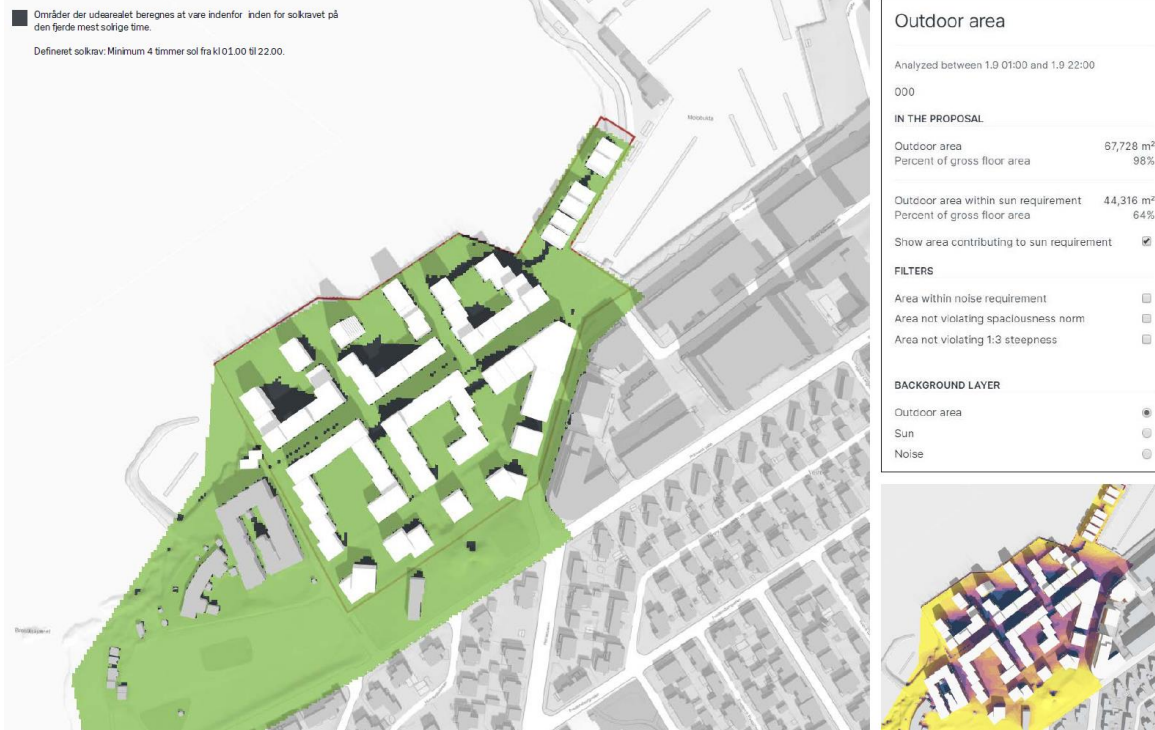 Områder der udearealet beregnes at vare indenfor inden for solkravet på
den fjerde mest solrige time.
Defineret solkrav: Minimum 4 timmer sol fra kl 01.00 til 22.00.
Outdoor area
Analyzed between 1.9 01:00 and 1.9 22:00
000
IN THE PROPOSAL
Outdoor area 67,728 m²
Percent of gross floor area 98%
Outdoor area within sun requirement 44,316 m²
Percent of gross floor area 64%
Show area contributing to sun requirement
FILTERS
Area within noise requirement
Area not violating spaciousness norm
Area not violating 1:3 steepness
BACKGROUND LAYER
Outdoor area
Sun
Noise